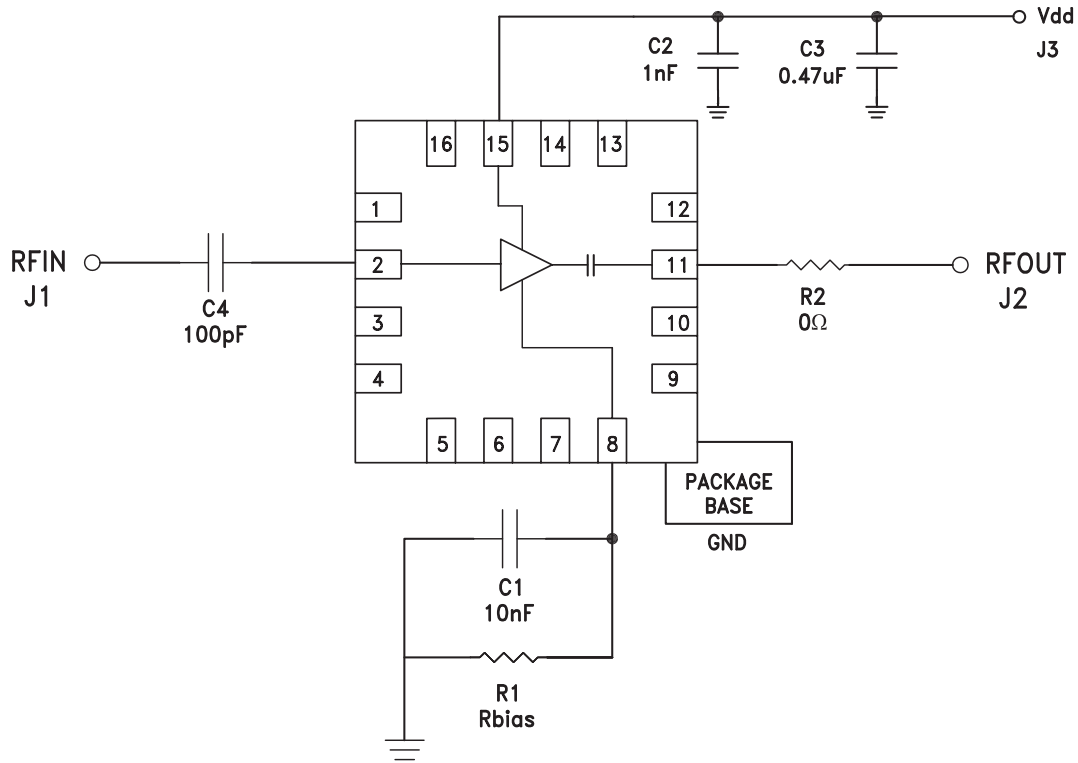 Vdd
J3
C2
1nF
C3
0.47uF
16
15
14
13
1
12
RFIN
J1
2
11
RFOUT
J2
C4
100pF
R2
0Ω
3
10
4
9
5
6
7
8
PACKAGE
BASE
GND
C1
10nF
R1
Rbias